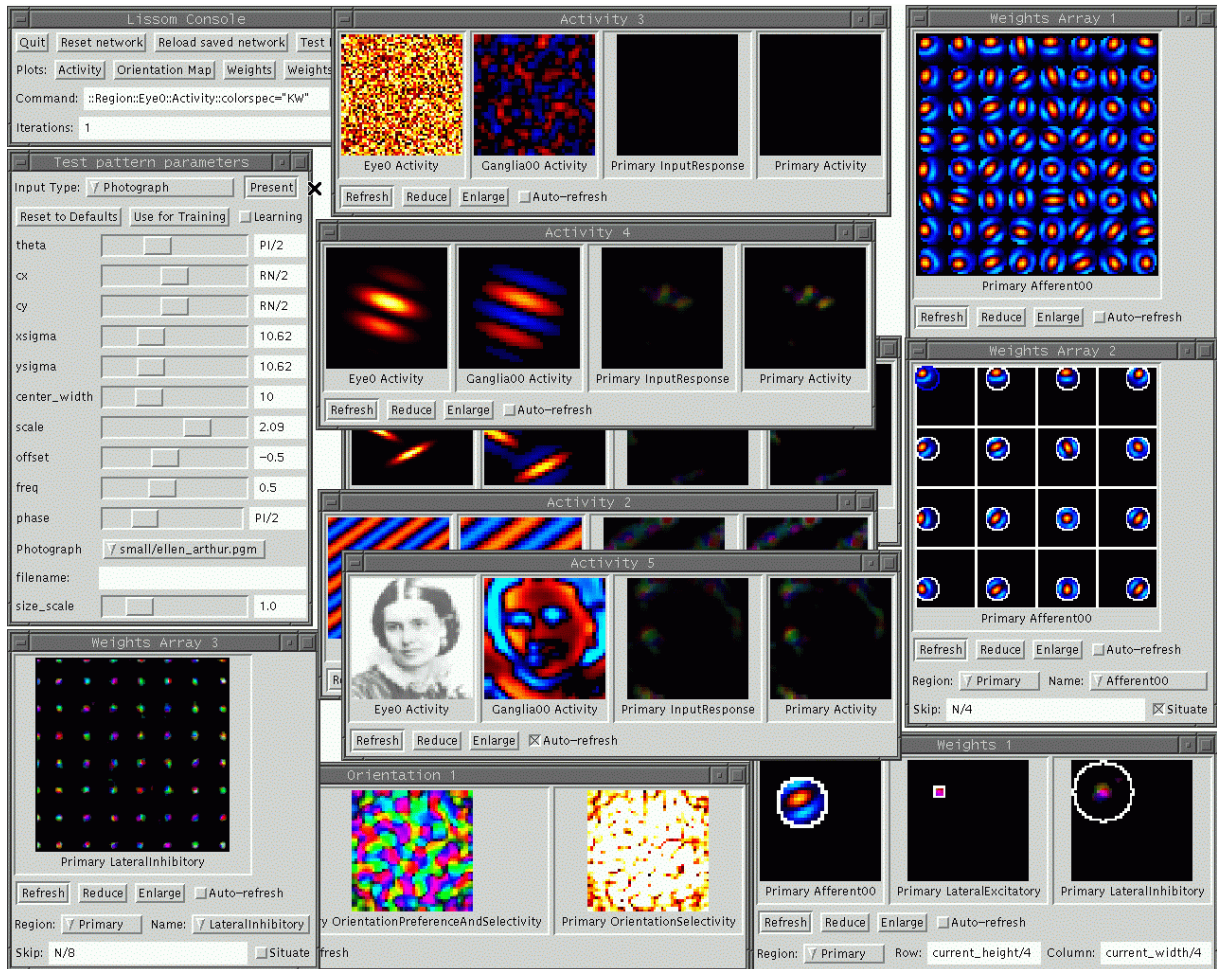 Lissom Console
Quit Reset network Reload saved network Test
Plots: Activity Orientation Map Weights Weights
Command: ::Region::Eye0::Activity::colorspec="KW"
Iterations: 1
Test pattern parameters
Input Type: Photograph Present
Reset to Defaults Use for Training Learning
theta PI/2
cx RN/2
cy RN/2
xsigma 10.62
ysigma 10.62
center_width 10
scale 2.09
offset -0.5
freq 0.5
phase PI/2
Photograph small/ellen_arthur.pgm
filename:
size_scale 1.0
Weights Array 3
Primary LateralInhibitory
Refresh Reduce Enlarge Auto-refresh
Region: Primary Name: LateralInhibitory
Skip: N/8 Situate
Activity 3
Eye0 Activity Ganglia00 Activity Primary InputResponse Primary Activity
Refresh Reduce Enlarge Auto-refresh
Activity 4
Eye0 Activity Ganglia00 Activity Primary InputResponse Primary Activity
Refresh Reduce Enlarge Auto-refresh
Activity 2
Activity 5
Eye0 Activity Ganglia00 Activity Primary InputResponse Primary Activity
Refresh Reduce Enlarge Auto-refresh
Orientation 1
OrientationPreferenceAndSelectivity Primary OrientationSelectivity
fresh
Weights Array 1
Primary Afferent00
Refresh Reduce Enlarge Auto-refresh
Weights Array 2
Primary Afferent00
Refresh Reduce Enlarge Auto-refresh
Region: Primary Name: Afferent00
Skip: N/4 Situate
Weights 1
Primary Afferent00 Primary LateralExcitatory Primary LateralInhibitory
Refresh Reduce Enlarge Auto-refresh
Region: Primary Row: current_height/4 Column: current_width/4